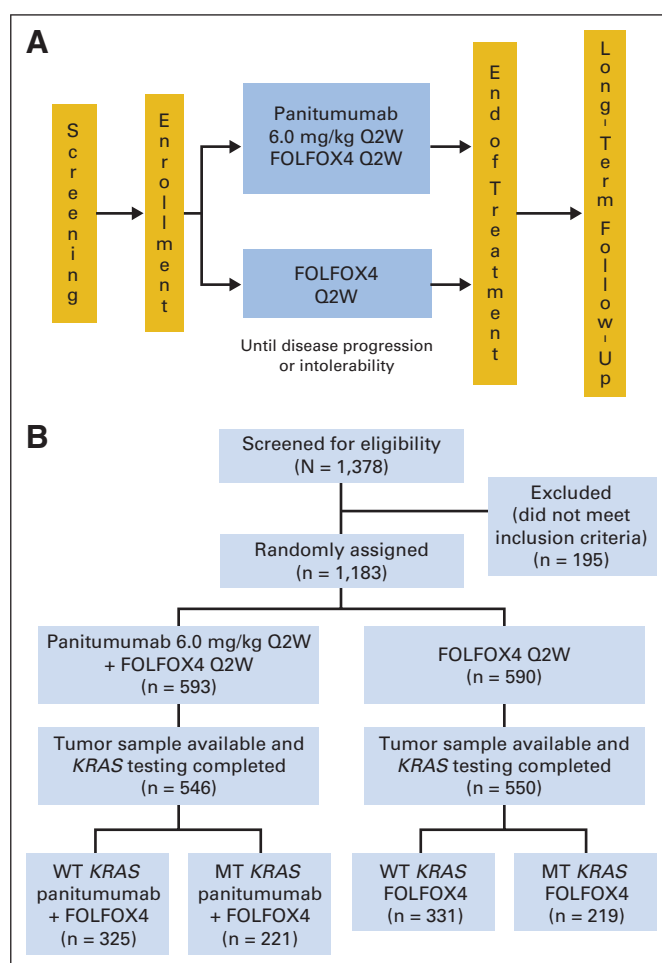 A
Screening
Enrollment
Panitumumab
6.0 mg/kg Q2W
FOLFOX4 Q2W
FOLFOX4
Q2W
Until disease progression
or intolerability
End of Treatment
Long-Term Follow-Up
B
Screened for eligibility
(N = 1,378)
Excluded
(did not meet
inclusion criteria)
(n = 195)
Randomly assigned
(n = 1,183)
Panitumumab 6.0 mg/kg Q2W
+ FOLFOX4 Q2W
(n = 593)
FOLFOX4 Q2W
(n = 590)
Tumor sample available and
KRAS testing completed
(n = 546)
Tumor sample available and
KRAS testing completed
(n = 550)
WT KRAS
panitumumab
+ FOLFOX4
(n = 325)
MT KRAS
panitumumab
+ FOLFOX4
(n = 221)
WT KRAS
FOLFOX4
(n = 331)
MT KRAS
FOLFOX4
(n = 219)